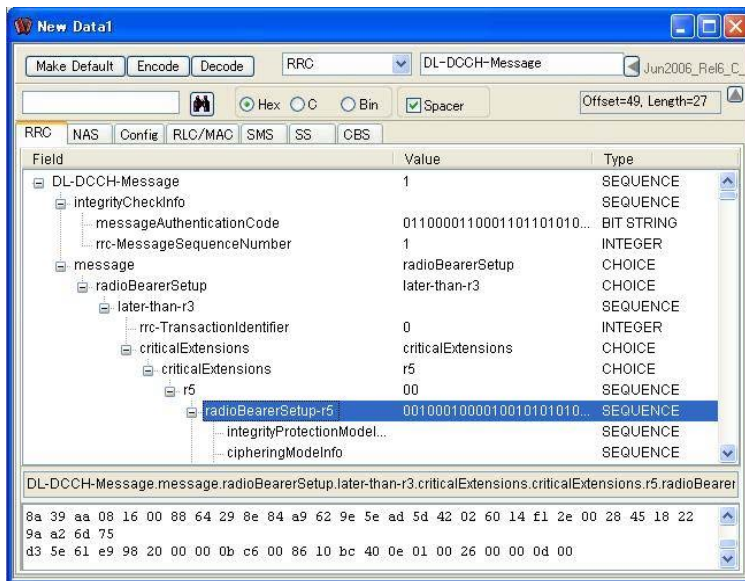 New Data1
Make Default Encode Decode RRC DL-DCCH-Message Jun2006_Rel6_C_
Hex C Bin Spacer Offset=49, Length=27
RRC NAS Config RLC/MAC SMS SS CBS
Field Value Type
DL-DCCH-Message 1 SEQUENCE
integrityCheckInfo SEQUENCE
messageAuthenticationCode 0110000110001101101010... BIT STRING
rrc-MessageSequenceNumber 1 INTEGER
message radioBearerSetup CHOICE
radioBearerSetup later-than-r3 CHOICE
later-than-r3 SEQUENCE
rrc-TransactionIdentifier 0 INTEGER
criticalExtensions criticalExtensions CHOICE
criticalExtensions r5 CHOICE
r5 00 SEQUENCE
radioBearerSetup-r5 0010001000010010101010... SEQUENCE
integrityProtectionModeI... SEQUENCE
cipheringModeInfo SEQUENCE
DL-DCCH-Message.message.radioBearerSetup.later-than-r3.criticalExtensions.criticalExtensions.r5.radioBearer
8a 39 aa 08 16 00 88 64 29 8e 84 a9 62 9e 5e ad 5d 42 02 60 14 f1 2e 00 28 45 18 22
9a a2 6d 75
d3 5e 61 e9 98 20 00 00 0b c6 00 86 10 bc 40 0e 01 00 26 00 00 0d 00